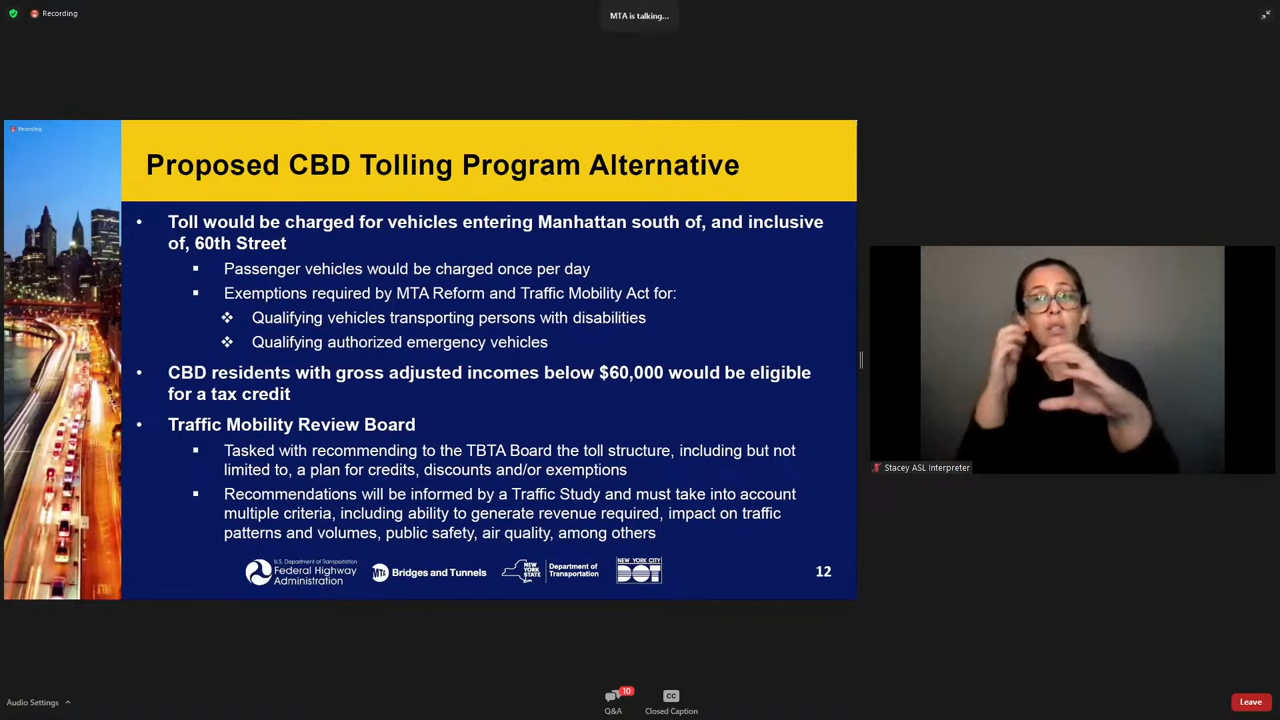 Recording
MTA is talking...
Recording
Proposed CBD Tolling Program Alternative
• Toll would be charged for vehicles entering Manhattan south of, and inclusive
of, 60th Street
▪ Passenger vehicles would be charged once per day
▪ Exemptions required by MTA Reform and Traffic Mobility Act for:
❖ Qualifying vehicles transporting persons with disabilities
❖ Qualifying authorized emergency vehicles
• CBD residents with gross adjusted incomes below $60,000 would be eligible
for a tax credit
• Traffic Mobility Review Board
▪ Tasked with recommending to the TBTA Board the toll structure, including but not
limited to, a plan for credits, discounts and/or exemptions
▪ Recommendations will be informed by a Traffic Study and must take into account
multiple criteria, including ability to generate revenue required, impact on traffic
patterns and volumes, public safety, air quality, among others
U.S. Department of Transportation
Federal Highway
Administration
MTA Bridges and Tunnels
NEW YORK STATE
Department of
Transportation
NEW YORK CITY
DOT
12
Stacey ASL Interpreter
Audio Settings
10
Q&A
CC
Closed Caption
Leave